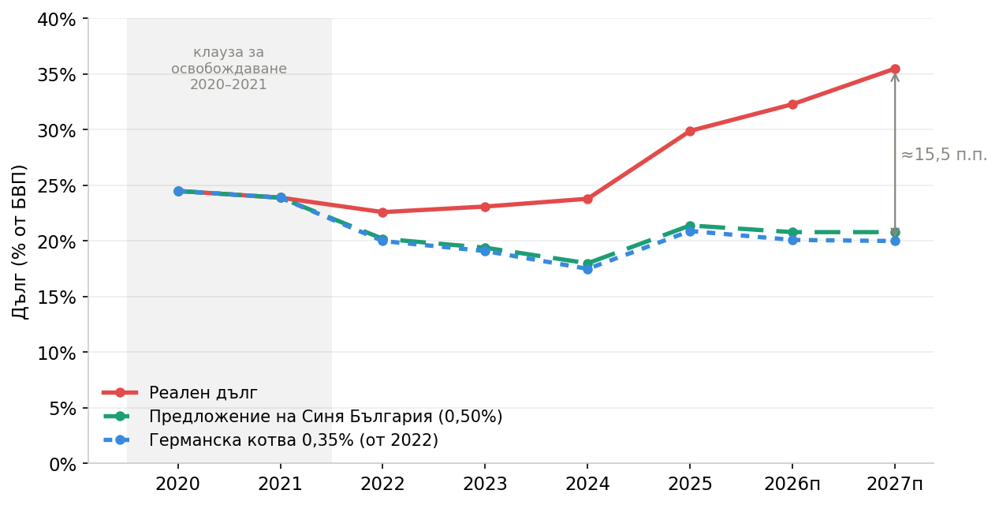 40%
35%
30%
25%
20%
15%
10%
5%
0%
Дълг (% от БВП)
клауза за
освобождаване
2020–2021
≈15,5 п.п.
Реален дълг
Предложение на Синя България (0,50%)
Германска котва 0,35% (от 2022)
2020 2021 2022 2023 2024 2025 2026п 2027п